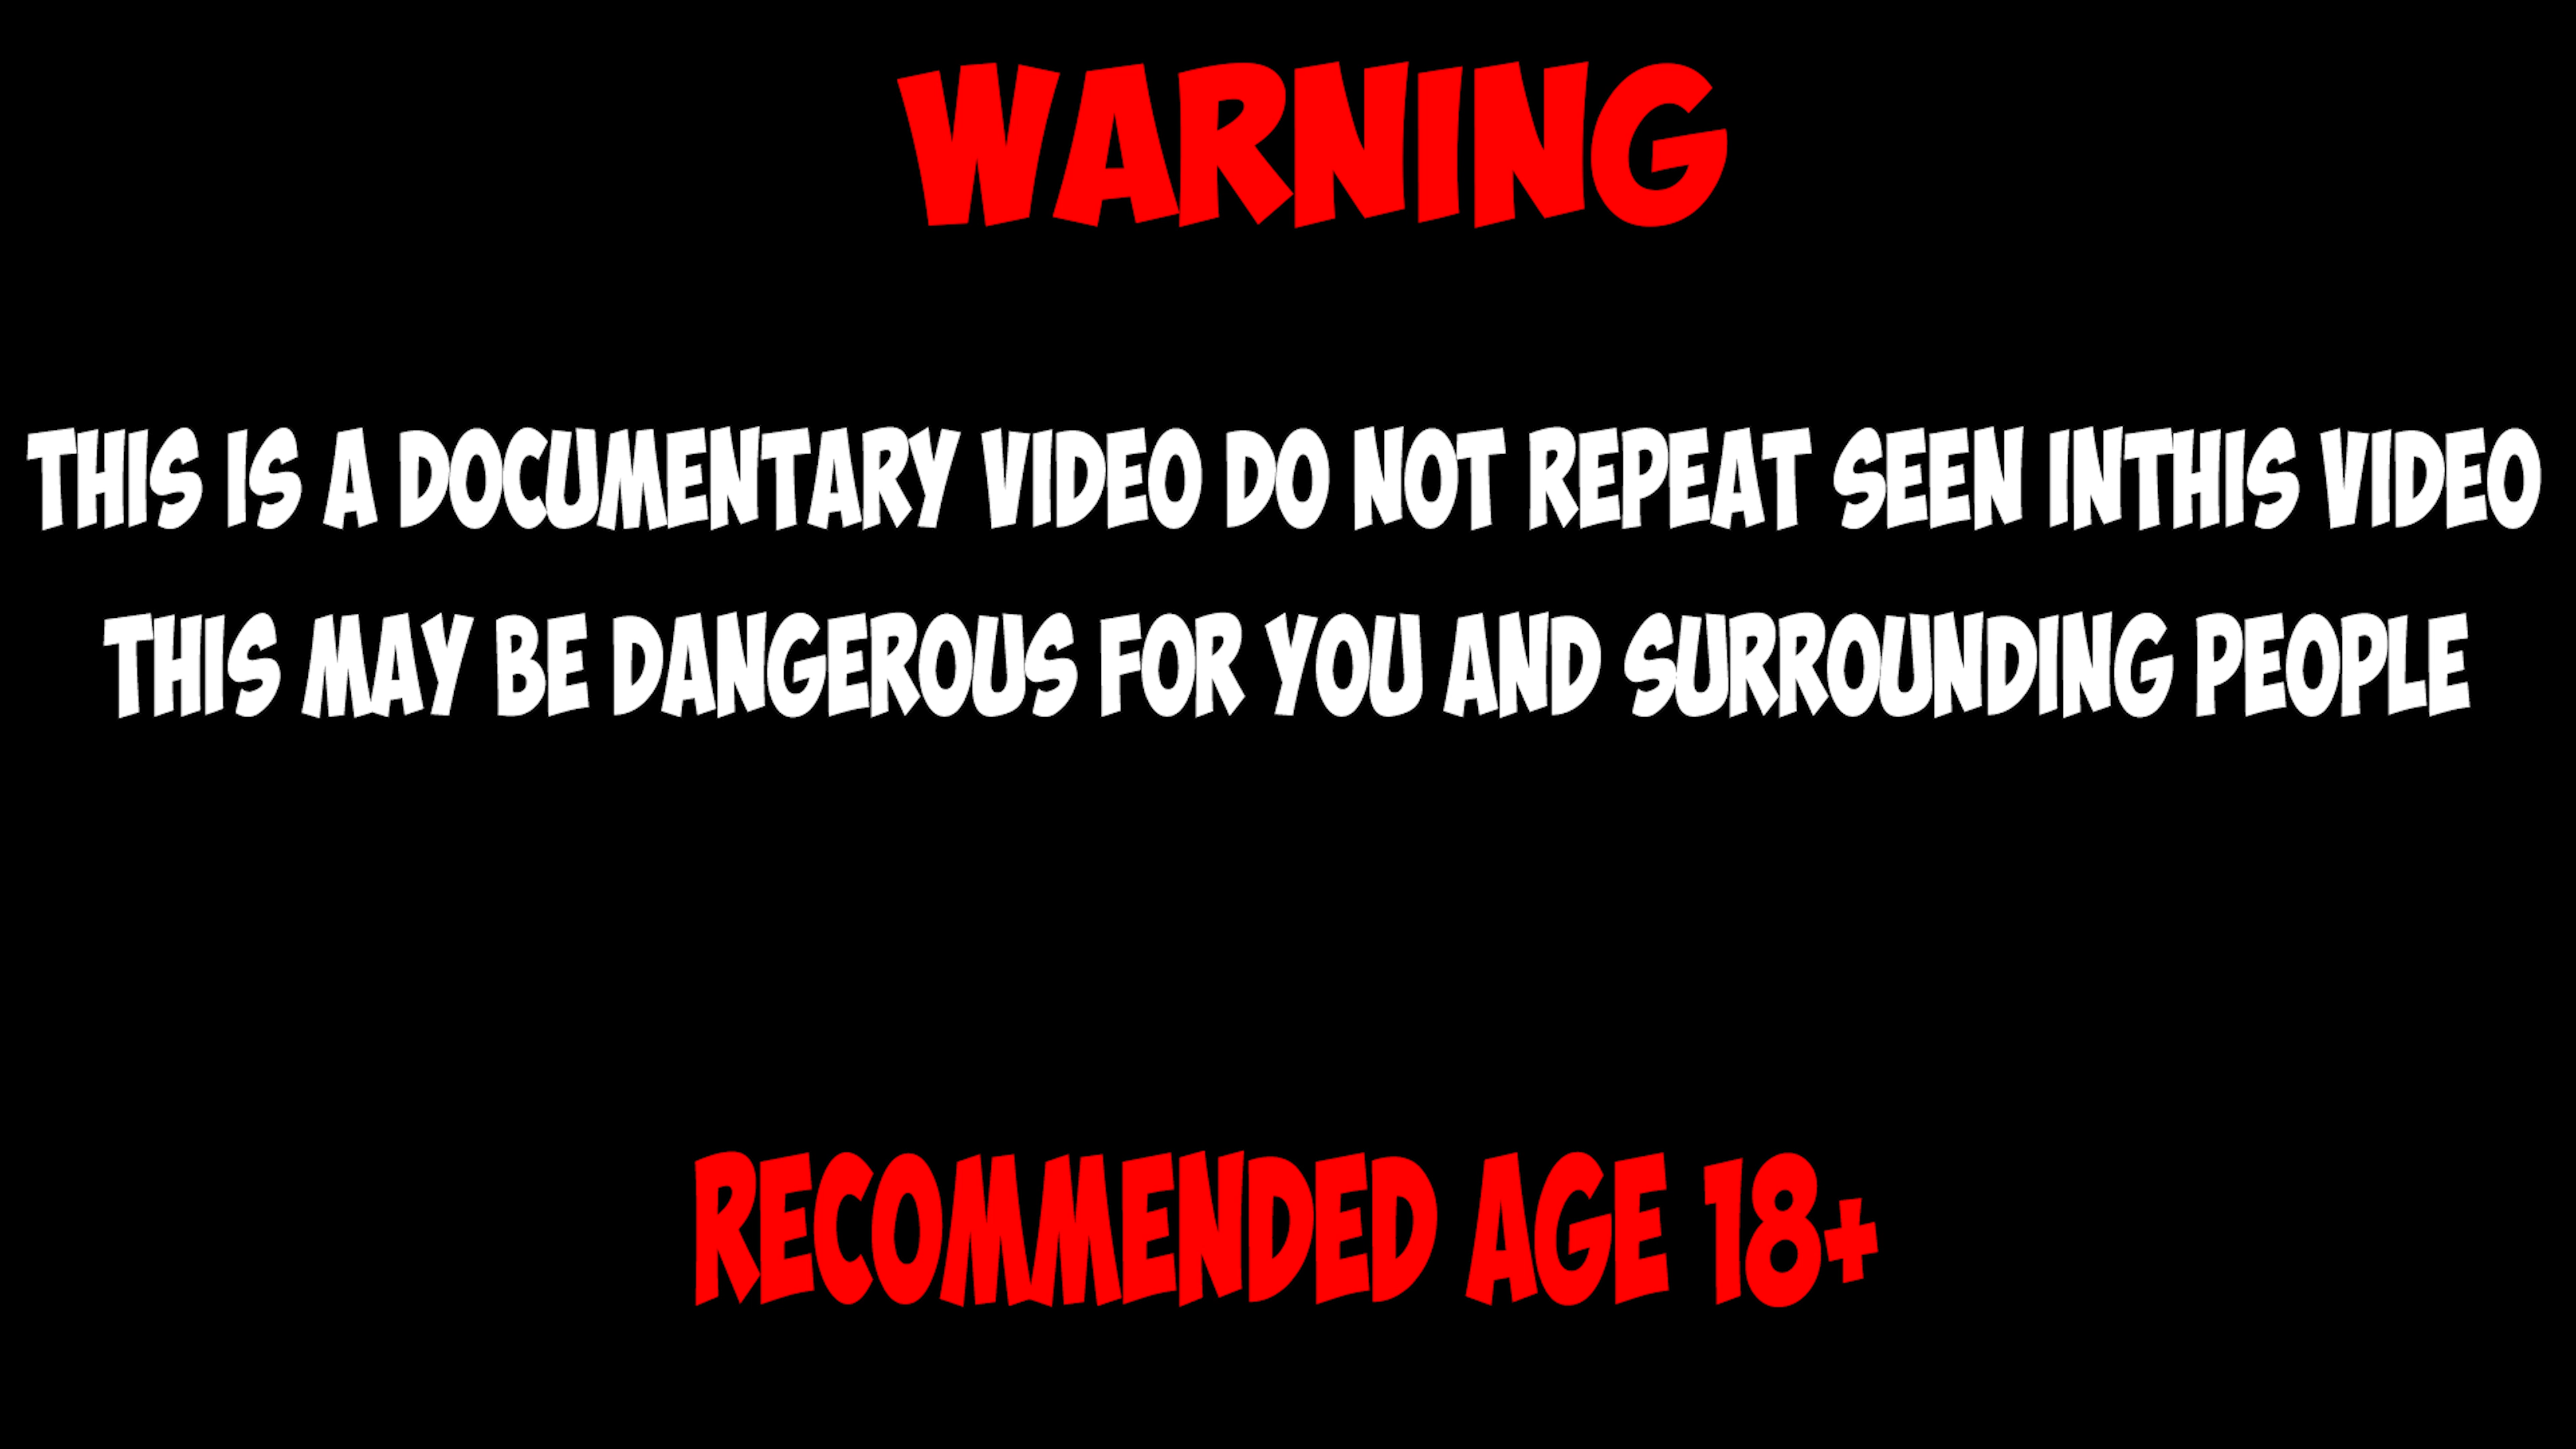 WARNING
THIS IS A DOCUMENTARY VIDEO DO NOT REPEAT SEEN INTHIS VIDEO
THIS MAY BE DANGEROUS FOR YOU AND SURROUNDING PEOPLE
RECOMMENDED AGE 18+